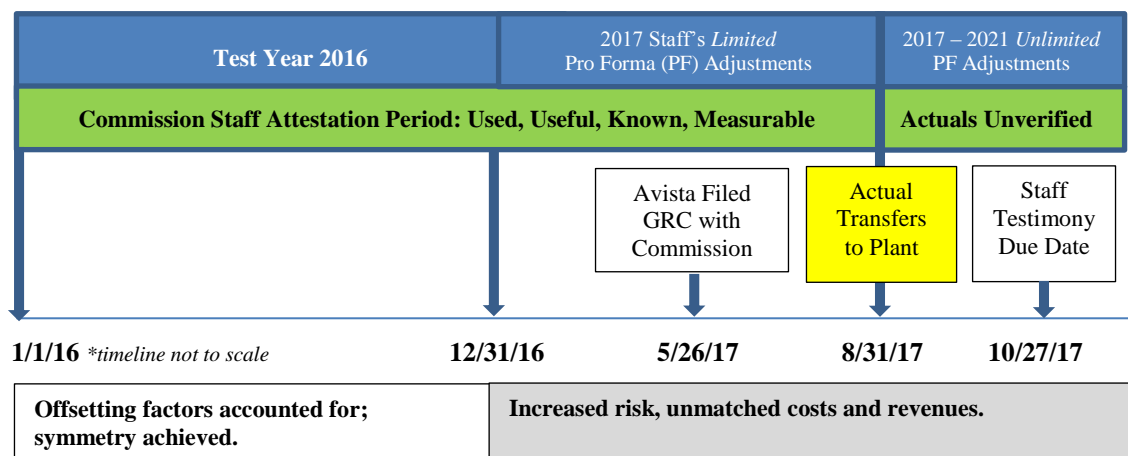 Test Year 2016
2017 Staff's Limited
Pro Forma (PF) Adjustments
2017 – 2021 Unlimited
PF Adjustments
Commission Staff Attestation Period: Used, Useful, Known, Measurable
Actuals Unverified
Avista Filed
GRC with
Commission
Actual
Transfers
to Plant
Staff
Testimony
Due Date
1/1/16 *timeline not to scale
12/31/16
5/26/17
8/31/17
10/27/17
Offsetting factors accounted for;
symmetry achieved.
Increased risk, unmatched costs and revenues.